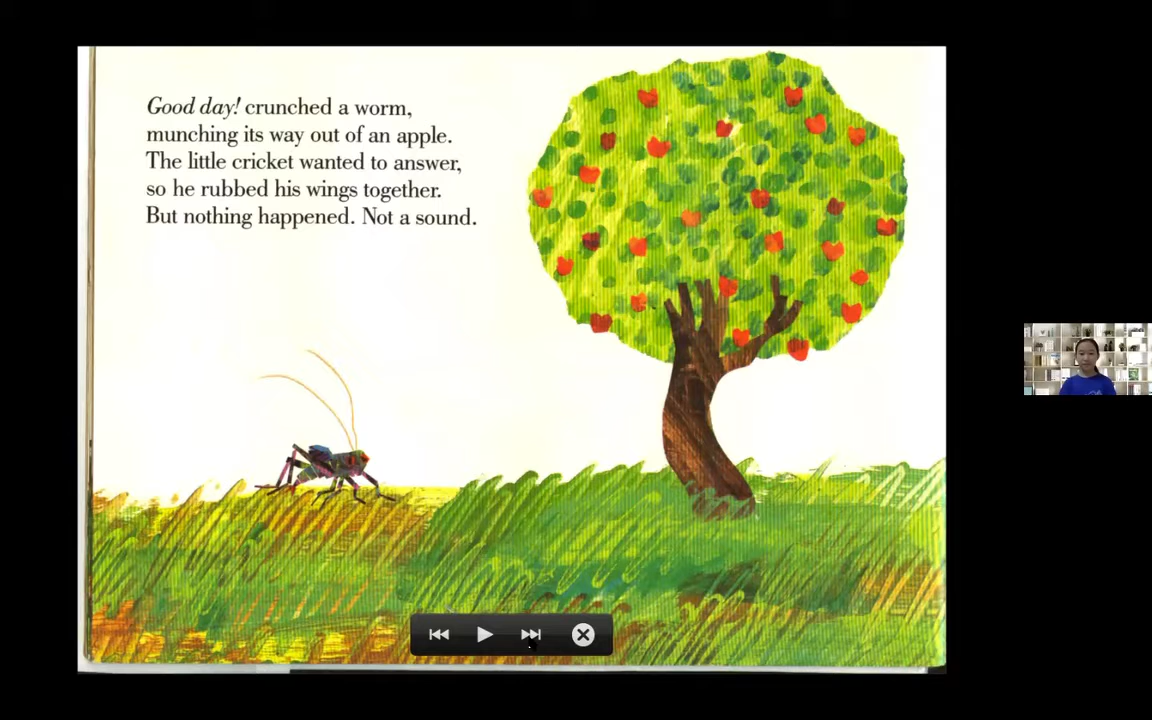 Good day! crunched a worm,
munching its way out of an apple.
The little cricket wanted to answer,
so he rubbed his wings together.
But nothing happened. Not a sound.